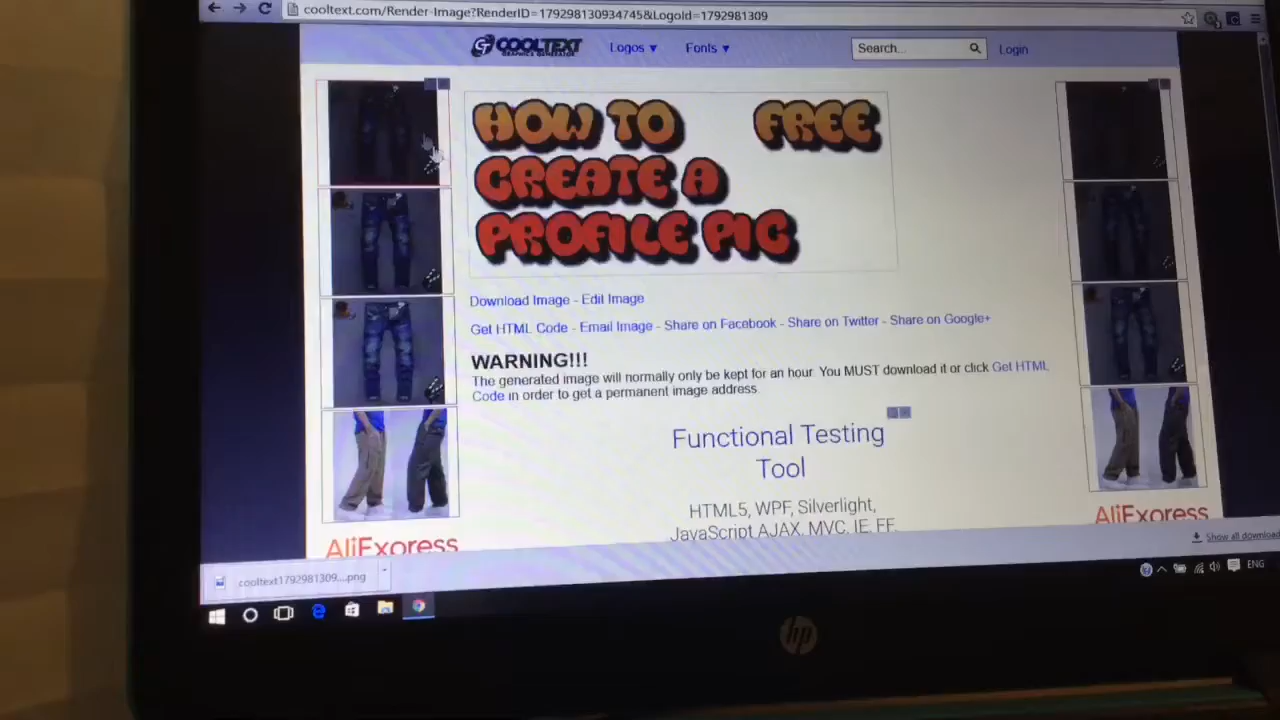 cooltext.com/Render-Image?RenderID=179298130934745&LogoId=1792981309
COOLTEXT
GRAPHICS GENERATOR
Logos ▼
Fonts ▼
Search...
Login
HOW TO FREE
CREATE A
PROFILE PIC
Download Image - Edit Image
Get HTML Code - Email Image - Share on Facebook - Share on Twitter - Share on Google+
WARNING!!!
The generated image will normally only be kept for an hour. You MUST download it or click Get HTML
Code in order to get a permanent image address.
Functional Testing
Tool
HTML5, WPF, Silverlight,
JavaScript AJAX, MVC, IE, FF,
AliExpress
AliExpress
Show all download
cooltext1792981309....png
ENG
hp